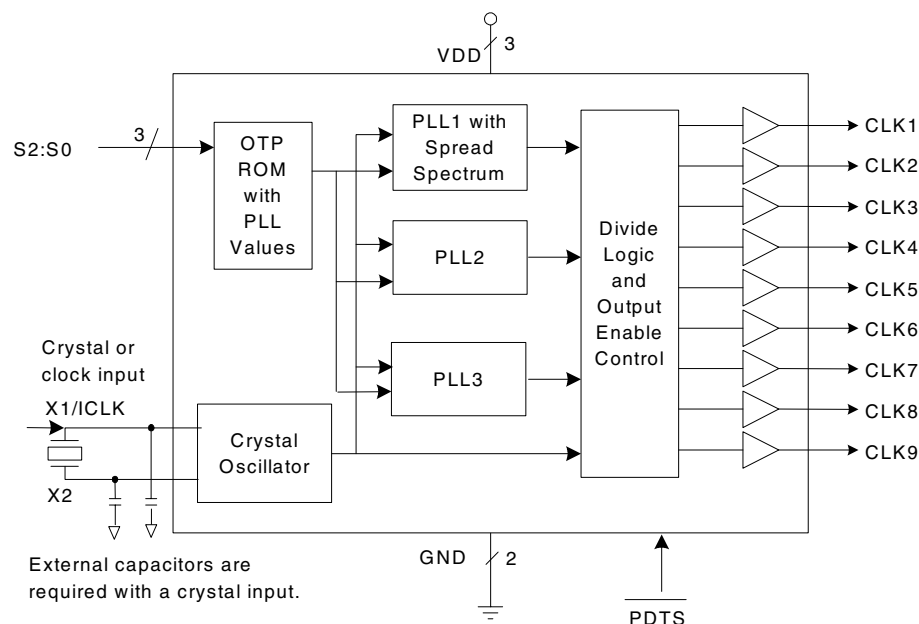 VDD
3
S2:S0
3
OTP
ROM
with
PLL
Values
PLL1 with
Spread
Spectrum
PLL2
PLL3
Divide
Logic
and
Output
Enable
Control
CLK1
CLK2
CLK3
CLK4
CLK5
CLK6
CLK7
CLK8
CLK9
Crystal or
clock input
X1/ICLK
X2
Crystal
Oscillator
External capacitors are
required with a crystal input.
GND
2
PDTS